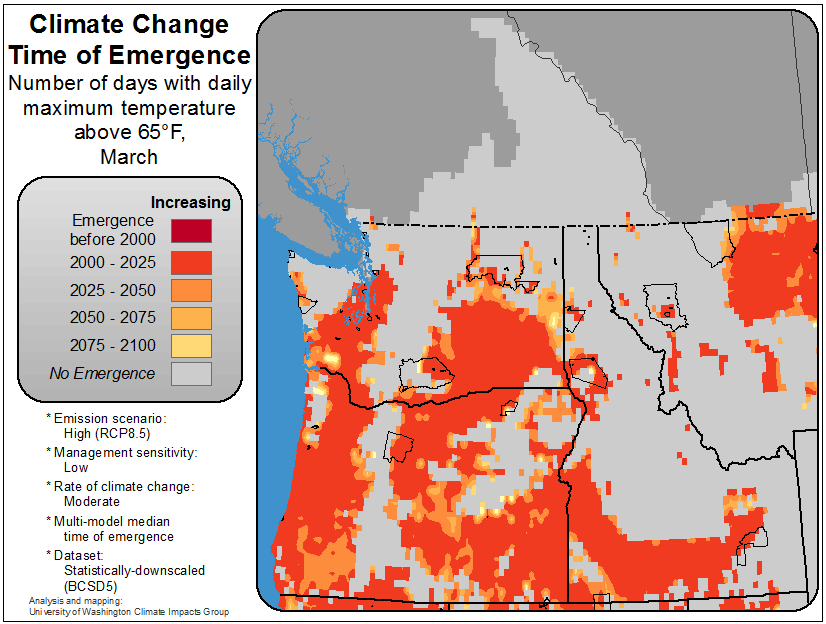 Climate Change
Time of Emergence
Number of days with daily
maximum temperature
above 65°F,
March
Increasing
Emergence
before 2000
2000 - 2025
2025 - 2050
2050 - 2075
2075 - 2100
No Emergence
* Emission scenario:
High (RCP8.5)
* Management sensitivity:
Low
* Rate of climate change:
Moderate
* Multi-model median
time of emergence
* Dataset:
Statistically-downscaled
(BCSD5)
Analysis and mapping:
University of Washington Climate Impacts Group